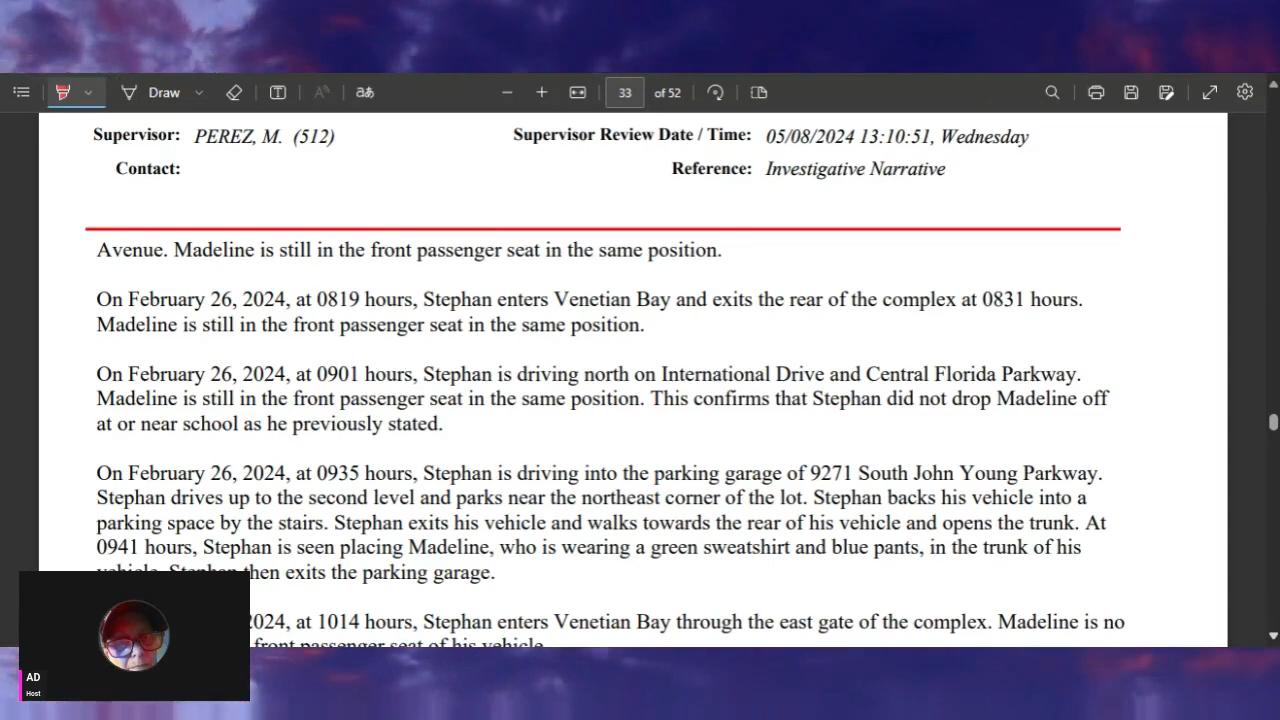 Draw
33 of 52
Supervisor: PEREZ, M. (512) Supervisor Review Date / Time: 05/08/2024 13:10:51, Wednesday
Contact: Reference: Investigative Narrative
Avenue. Madeline is still in the front passenger seat in the same position.
On February 26, 2024, at 0819 hours, Stephan enters Venetian Bay and exits the rear of the complex at 0831 hours.
Madeline is still in the front passenger seat in the same position.
On February 26, 2024, at 0901 hours, Stephan is driving north on International Drive and Central Florida Parkway.
Madeline is still in the front passenger seat in the same position. This confirms that Stephan did not drop Madeline off
at or near school as he previously stated.
On February 26, 2024, at 0935 hours, Stephan is driving into the parking garage of 9271 South John Young Parkway.
Stephan drives up to the second level and parks near the northeast corner of the lot. Stephan backs his vehicle into a
parking space by the stairs. Stephan exits his vehicle and walks towards the rear of his vehicle and opens the trunk. At
0941 hours, Stephan is seen placing Madeline, who is wearing a green sweatshirt and blue pants, in the trunk of his
vehicle. Stephan then exits the parking garage.
2024, at 1014 hours, Stephan enters Venetian Bay through the east gate of the complex. Madeline is no
front passenger seat of his vehicle.
AD
Host